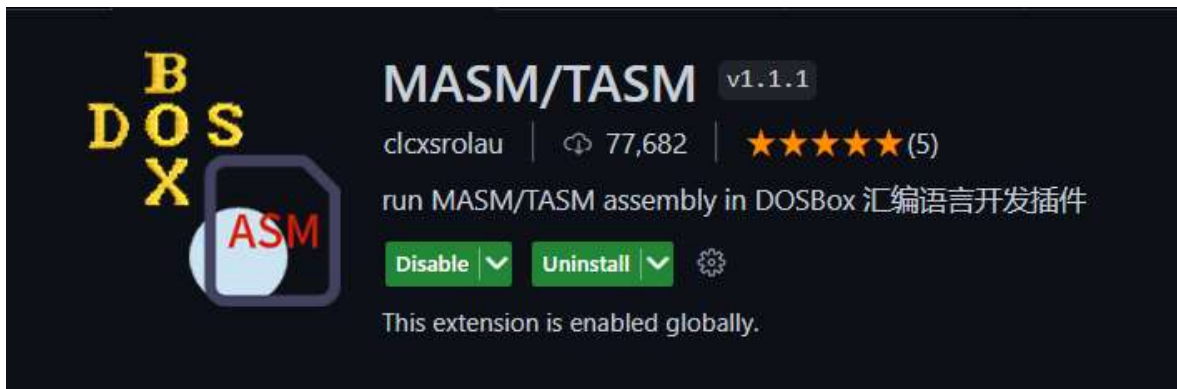 B
DOS
X
ASM
MASM/TASM v1.1.1
clcxsrolau 77,682 (5)
run MASM/TASM assembly in DOSBox 汇编语言开发插件
Disable Uninstall
This extension is enabled globally.